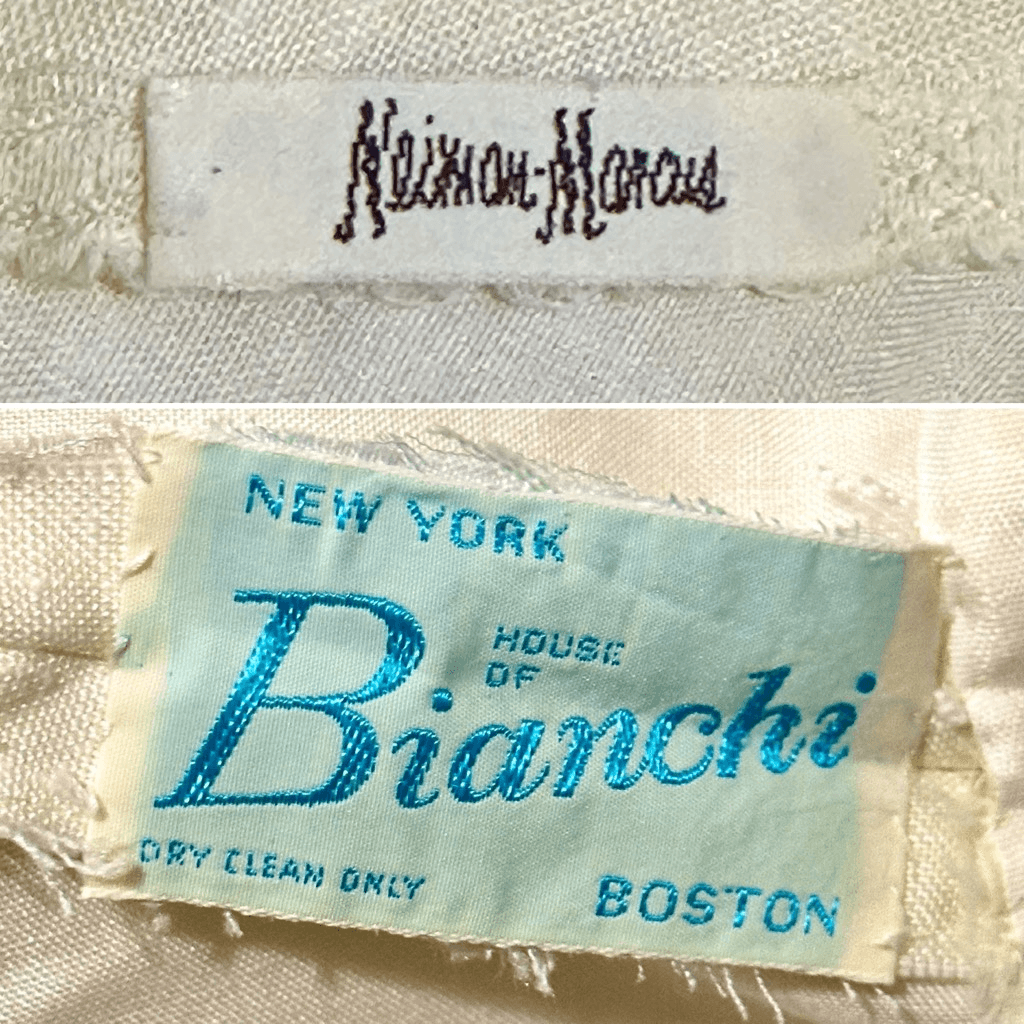 Neiman-Marcus
NEW YORK
HOUSE
OF
Bianchi
DRY CLEAN ONLY
BOSTON